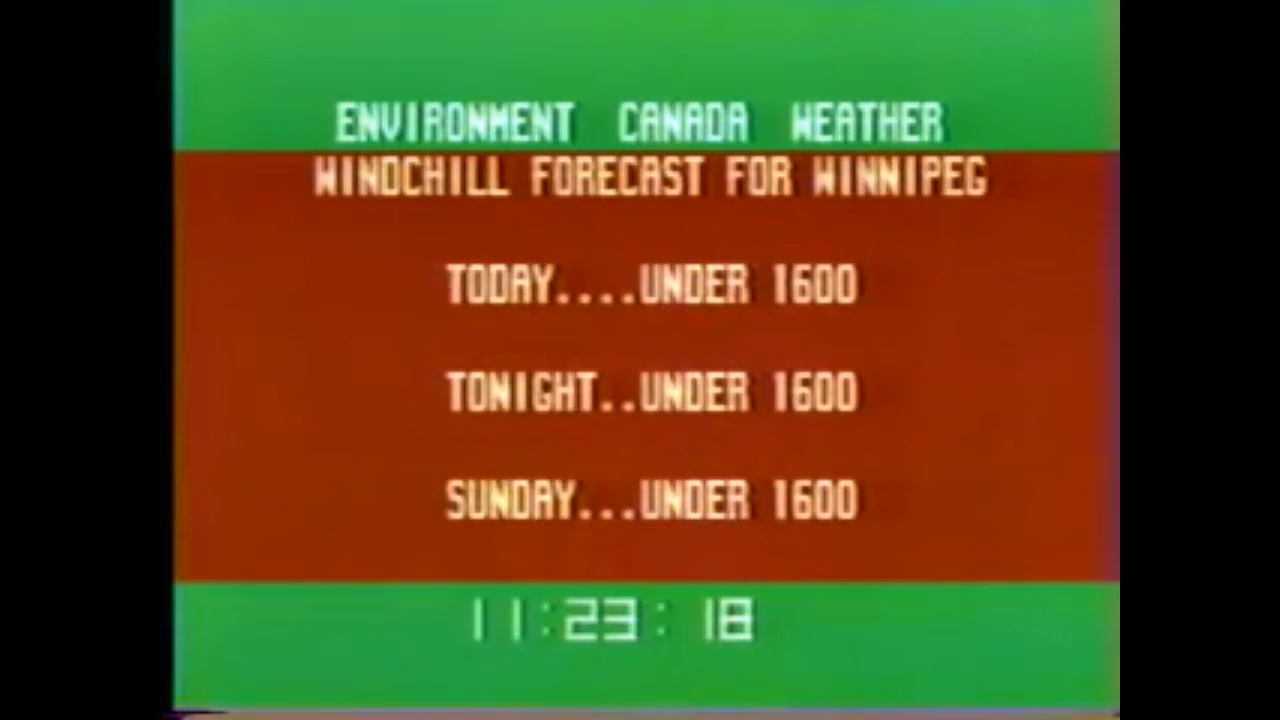 ENVIRONMENT CANADA WEATHER
WINDCHILL FORECAST FOR WINNIPEG
TODAY....UNDER 1600
TONIGHT..UNDER 1600
SUNDAY...UNDER 1600
11:23:18